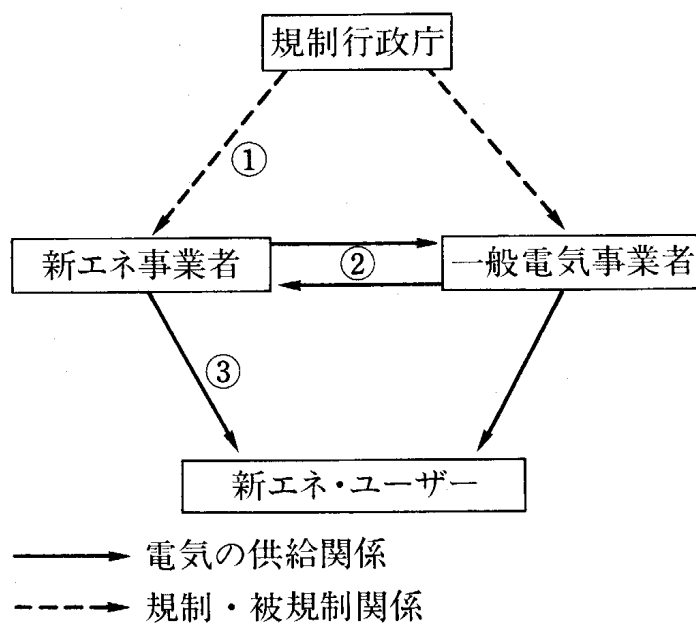 規制行政庁
①
新エネ事業者
②
一般電気事業者
③
新エネ・ユーザー
電気の供給関係
規制・被規制関係